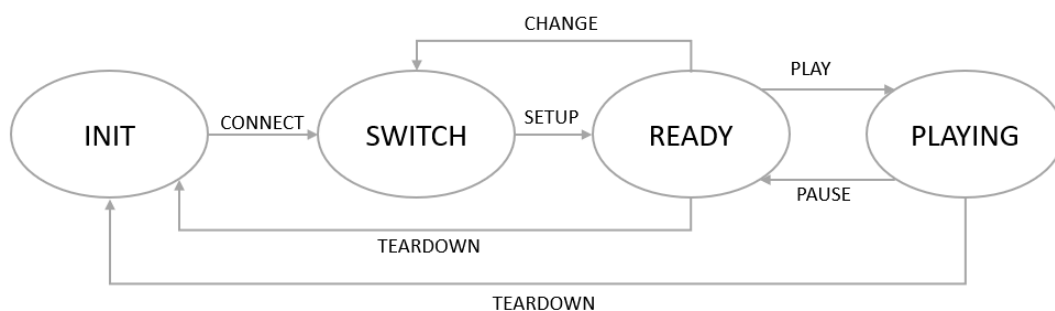 CHANGE
PLAY
INIT
CONNECT
SWITCH
SETUP
READY
PLAYING
PAUSE
TEARDOWN
TEARDOWN